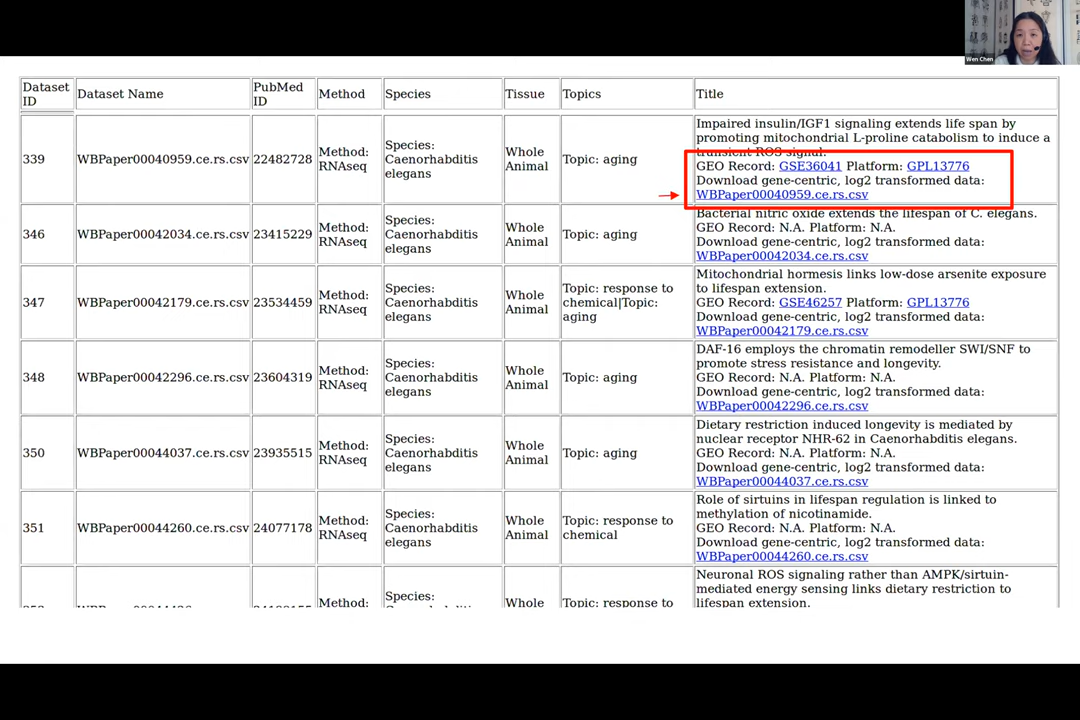 Wen Chen
Dataset ID Dataset Name PubMed ID Method Species Tissue Topics Title
339 WBPaper00040959.ce.rs.csv 22482728 Method: RNAseq Species: Caenorhabditis elegans Whole Animal Topic: aging
Impaired insulin/IGF1 signaling extends life span by
promoting mitochondrial L-proline catabolism to induce a
transient ROS signal.
GEO Record: GSE36041 Platform: GPL13776
Download gene-centric, log2 transformed data:
WBPaper00040959.ce.rs.csv
346 WBPaper00042034.ce.rs.csv 23415229 Method: RNAseq Species: Caenorhabditis elegans Whole Animal Topic: aging
Bacterial nitric oxide extends the lifespan of C. elegans.
GEO Record: N.A. Platform: N.A.
Download gene-centric, log2 transformed data:
WBPaper00042034.ce.rs.csv
347 WBPaper00042179.ce.rs.csv 23534459 Method: RNAseq Species: Caenorhabditis elegans Whole Animal Topic: response to chemical|Topic: aging
Mitochondrial hormesis links low-dose arsenite exposure
to lifespan extension.
GEO Record: GSE46257 Platform: GPL13776
Download gene-centric, log2 transformed data:
WBPaper00042179.ce.rs.csv
348 WBPaper00042296.ce.rs.csv 23604319 Method: RNAseq Species: Caenorhabditis elegans Whole Animal Topic: aging
DAF-16 employs the chromatin remodeller SWI/SNF to
promote stress resistance and longevity.
GEO Record: N.A. Platform: N.A.
Download gene-centric, log2 transformed data:
WBPaper00042296.ce.rs.csv
350 WBPaper00044037.ce.rs.csv 23935515 Method: RNAseq Species: Caenorhabditis elegans Whole Animal Topic: aging
Dietary restriction induced longevity is mediated by
nuclear receptor NHR-62 in Caenorhabditis elegans.
GEO Record: N.A. Platform: N.A.
Download gene-centric, log2 transformed data:
WBPaper00044037.ce.rs.csv
351 WBPaper00044260.ce.rs.csv 24077178 Method: RNAseq Species: Caenorhabditis elegans Whole Animal Topic: response to chemical
Role of sirtuins in lifespan regulation is linked to
methylation of nicotinamide.
GEO Record: N.A. Platform: N.A.
Download gene-centric, log2 transformed data:
WBPaper00044260.ce.rs.csv
Method: Species: Whole Topic: response to
Neuronal ROS signaling rather than AMPK/sirtuin-
mediated energy sensing links dietary restriction to
lifespan extension.